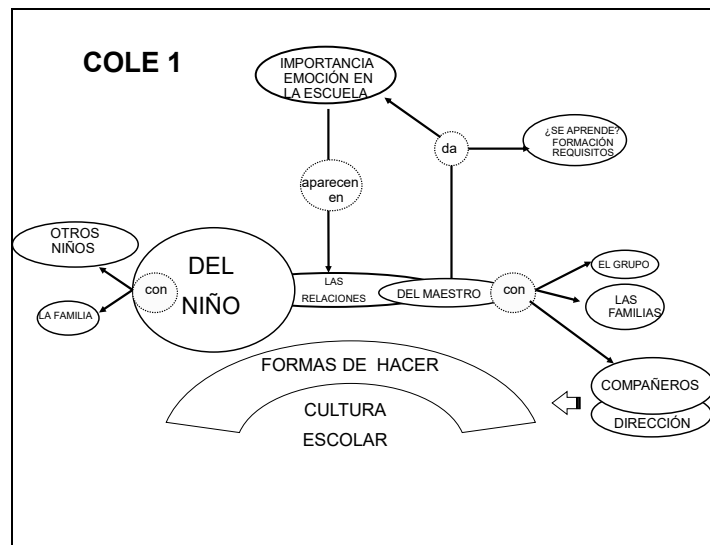 COLE 1
IMPORTANCIA
EMOCIÓN EN
LA ESCUELA
da
¿SE APRENDE?
FORMACIÓN
REQUISITOS
aparecen
en
OTROS
NIÑOS
LA FAMILIA
con
DEL
NIÑO
LAS
RELACIONES
DEL MAESTRO
con
EL GRUPO
LAS
FAMILIAS
COMPAÑEROS
DIRECCIÓN
FORMAS DE HACER
CULTURA
ESCOLAR